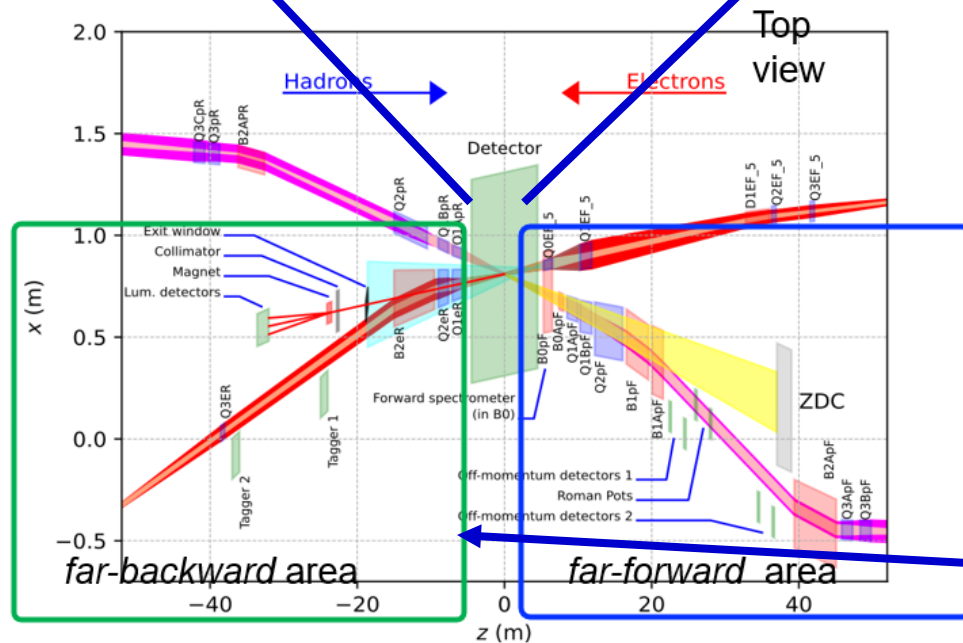 Top
view
2.0
1.5
1.0
0.5
0.0
−0.5
x (m)
Hadrons
Electrons
Detector
Q3CpR
Q3pR
B2APR
Q2pR
Q1BpR
Q1ApR
Q0EF_5
Q1EF_5
D1EF_5
Q2EF_5
Q3EF_5
Exit window
Collimator
Magnet
Lum. detectors
B2eR
Q2eR
Q1eR
Q3ER
Tagger 1
Tagger 2
B0pF
B0ApF
Q1ApF
Q1BpF
Q2pF
B1pF
B1ApF
ZDC
B2ApF
Q3ApF
Q3BpF
Forward spectrometer
(in B0)
Off-momentum detectors 1
Roman Pots
Off-momentum detectors 2
far-backward area
far-forward area
−40
−20
0
20
40
z (m)